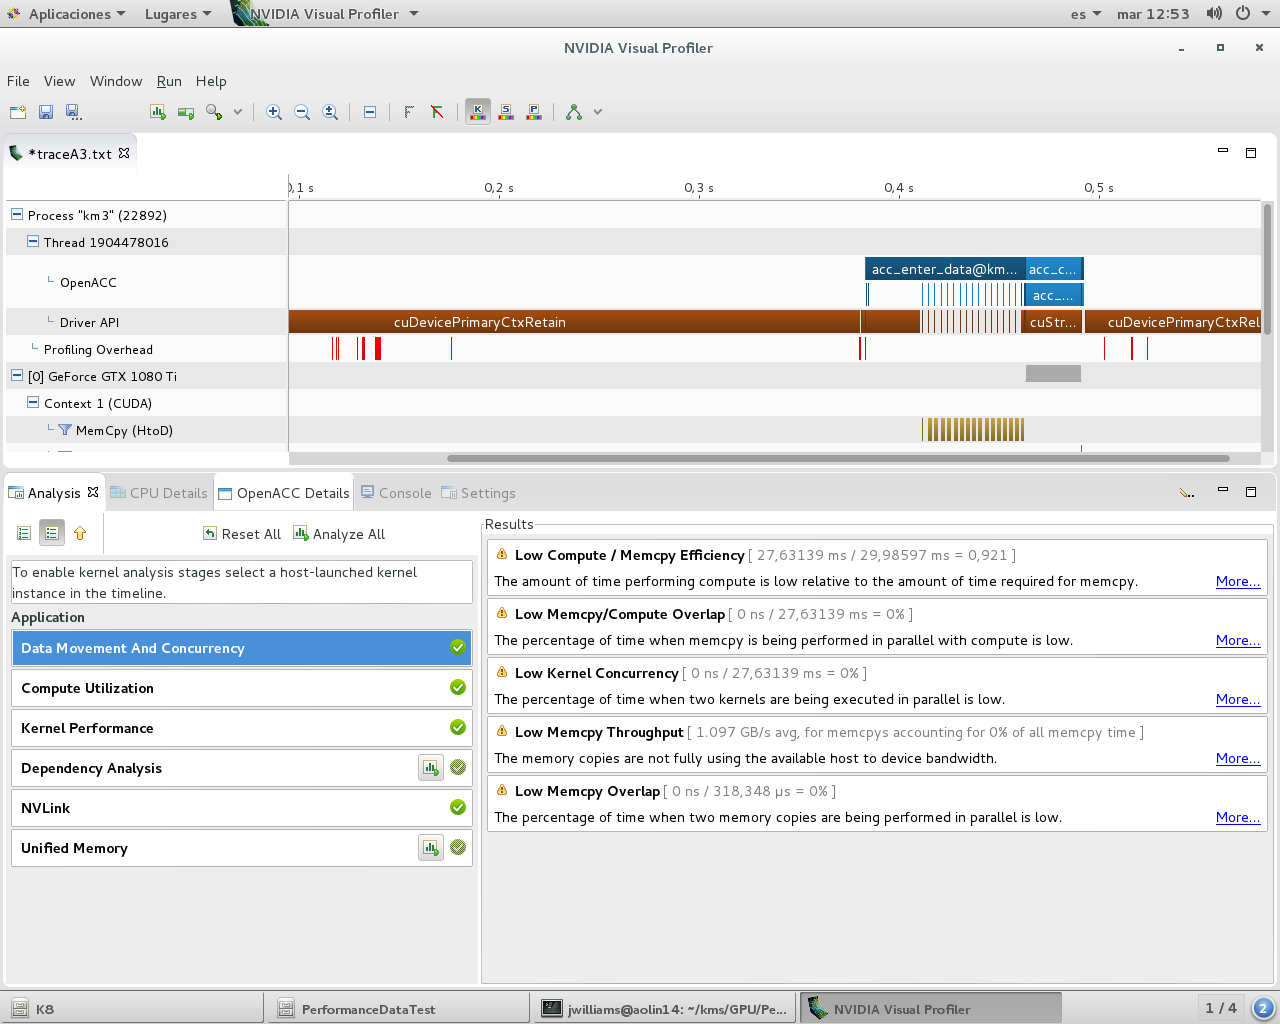 Aplicaciones Lugares NVIDIA Visual Profiler es mar 12:53
NVIDIA Visual Profiler
File View Window Run Help
K S P
*traceA3.txt
0,1 s 0,2 s 0,3 s 0,4 s 0,5 s
Process "km3" (22892)
Thread 1904478016
OpenACC
acc_enter_data@km... acc_c...
acc_...
Driver API
cuDevicePrimaryCtxRetain cuStr... cuDevicePrimaryCtxRel
Profiling Overhead
[0] GeForce GTX 1080 Ti
Context 1 (CUDA)
MemCpy (HtoD)
Analysis CPU Details OpenACC Details Console Settings
Reset All Analyze All
To enable kernel analysis stages select a host-launched kernel
instance in the timeline.
Application
Data Movement And Concurrency
Compute Utilization
Kernel Performance
Dependency Analysis
NVLink
Unified Memory
Results
Low Compute / Memcpy Efficiency [ 27,63139 ms / 29,98597 ms = 0,921 ]
The amount of time performing compute is low relative to the amount of time required for memcpy. More...
Low Memcpy/Compute Overlap [ 0 ns / 27,63139 ms = 0% ]
The percentage of time when memcpy is being performed in parallel with compute is low. More...
Low Kernel Concurrency [ 0 ns / 27,63139 ms = 0% ]
The percentage of time when two kernels are being executed in parallel is low. More...
Low Memcpy Throughput [ 1.097 GB/s avg, for memcpys accounting for 0% of all memcpy time ]
The memory copies are not fully using the available host to device bandwidth. More...
Low Memcpy Overlap [ 0 ns / 318,348 µs = 0% ]
The percentage of time when two memory copies are being performed in parallel is low. More...
K8 PerformanceDataTest jwilliams@aolin14: ~/kms/GPU/Pe... NVIDIA Visual Profiler 1 / 4 2